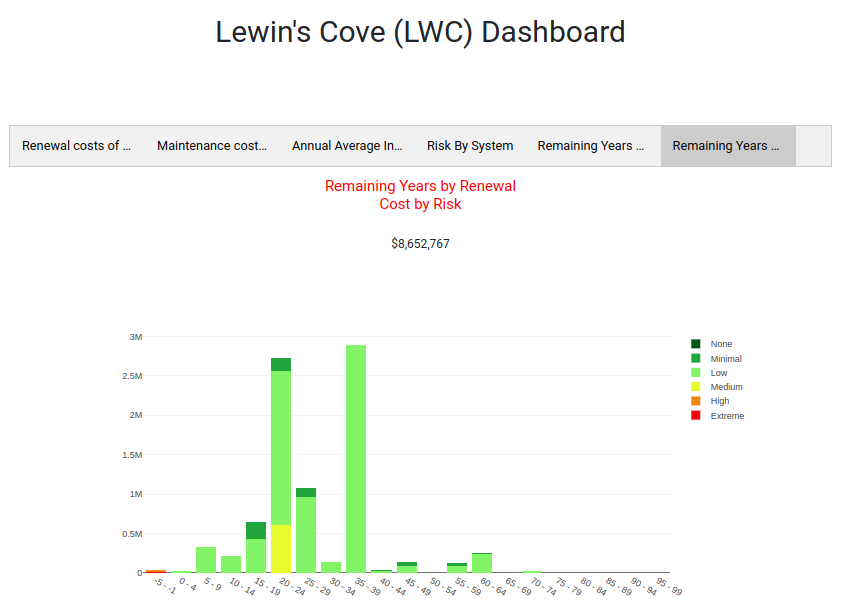 Lewin's Cove (LWC) Dashboard
Renewal costs of ... Maintenance cost... Annual Average In... Risk By System Remaining Years ... Remaining Years ...
Remaining Years by Renewal
Cost by Risk
$8,652,767
3M
2.5M
2M
1.5M
1M
0.5M
0
None
Minimal
Low
Medium
High
Extreme
-5 - -1 0 - 4 5 - 9 10 - 14 15 - 19 20 - 24 25 - 29 30 - 34 35 - 39 40 - 44 45 - 49 50 - 54 55 - 59 60 - 64 65 - 69 70 - 74 75 - 79 80 - 84 85 - 89 90 - 94 95 - 99